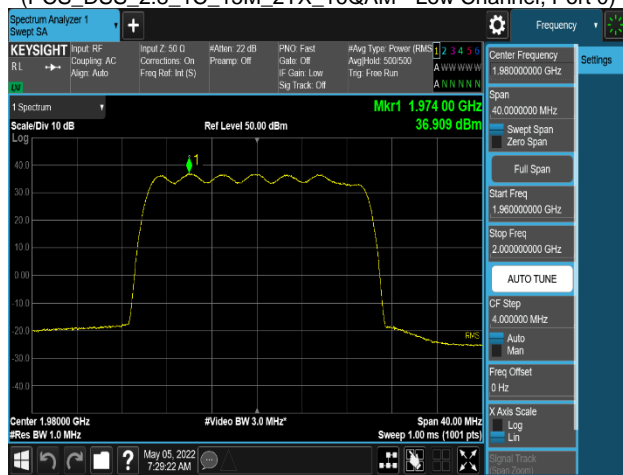 (PCS_DSS_2.6_1C_15M_2TX_16QAM - Low Channel, Port 0)
Spectrum Analyzer 1
Swept SA
Frequency
KEYSIGHT
RL
Input: RF
Coupling: AC
Align: Auto
Input Z: 50 Ω
Corrections: On
Freq Ref: Int (S)
#Atten: 22 dB
Preamp: Off
PNO: Fast
Gate: Off
IF Gain: Low
Sig Track: Off
#Avg Type: Power (RMS
Avg|Hold: 500/500
Trig: Free Run
1 2 3 4 5 6
A W W W W W
A N N N N N
Center Frequency
1.980000000 GHz
Settings
Span
40.0000000 MHz
Swept Span
Zero Span
Full Span
Start Freq
1.960000000 GHz
Stop Freq
2.000000000 GHz
AUTO TUNE
CF Step
4.000000 MHz
Auto
Man
Freq Offset
0 Hz
X Axis Scale
Log
Lin
Signal Track
(Span Zoom)
1 Spectrum
Scale/Div 10 dB
Ref Level 50.00 dBm
Mkr1 1.974 00 GHz
36.909 dBm
Log
40.0
30.0
20.0
10.0
0.00
-10.0
-20.0
-30.0
-40.0
1
RMS
Center 1.98000 GHz
#Video BW 3.0 MHz*
Span 40.00 MHz
#Res BW 1.0 MHz
Sweep 1.00 ms (1001 pts)
May 05, 2022
7:29:22 AM